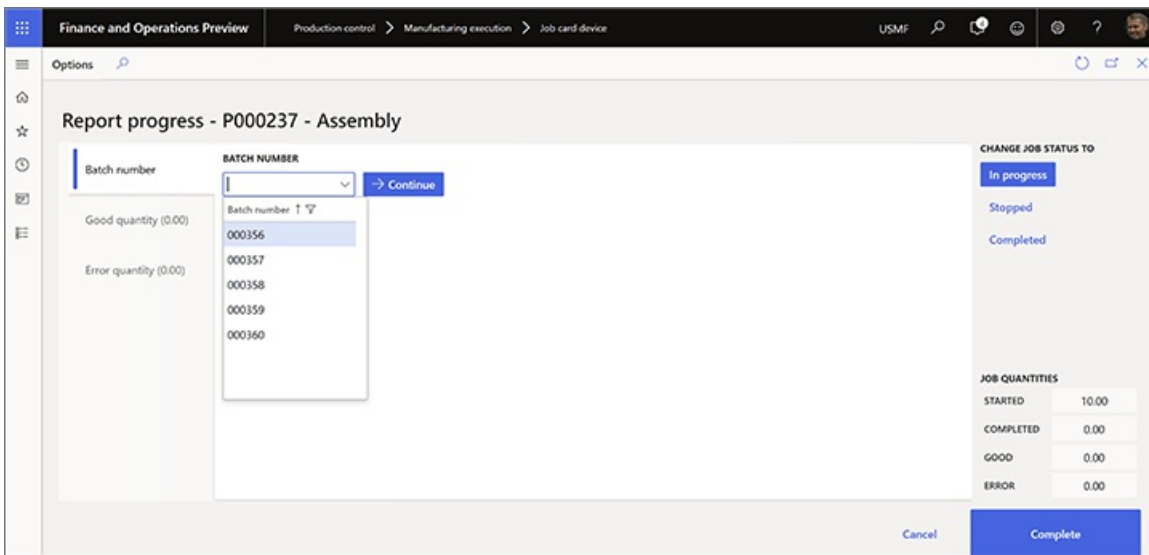 Finance and Operations Preview
Production control > Manufacturing execution > Job card device
USMF
4
?
Options
Report progress - P000237 - Assembly
Batch number
Good quantity (0.00)
Error quantity (0.00)
BATCH NUMBER
→ Continue
Batch number ↑
000356
000357
000358
000359
000360
CHANGE JOB STATUS TO
In progress
Stopped
Completed
JOB QUANTITIES
STARTED 10.00
COMPLETED 0.00
GOOD 0.00
ERROR 0.00
Cancel
Complete